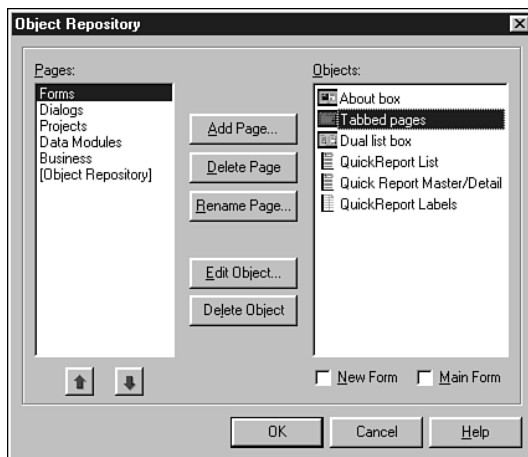 Object Repository
Pages:
Forms
Dialogs
Projects
Data Modules
Business
[Object Repository]
Add Page...
Delete Page
Rename Page...
Edit Object...
Delete Object
Objects:
About box
Tabbed pages
Dual list box
QuickReport List
Quick Report Master/Detail
QuickReport Labels
New Form
Main Form
OK
Cancel
Help